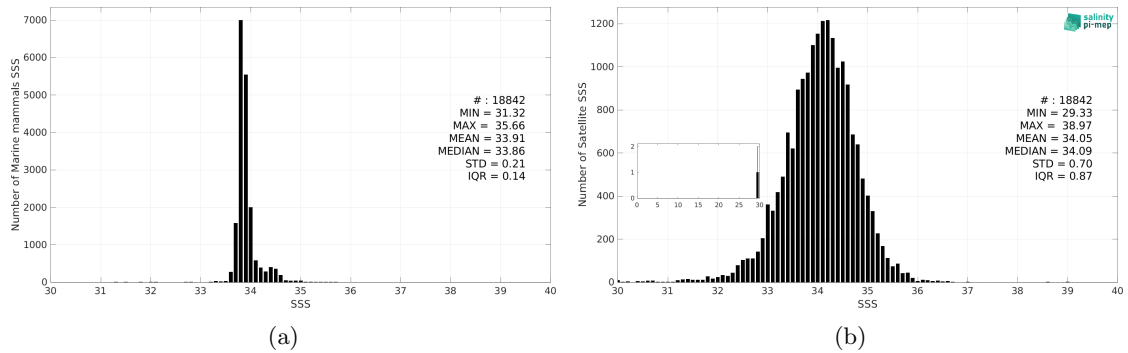 7000
6000
5000
4000
3000
2000
1000
0
Number of Marine mammals SSS
# : 18842
MIN = 31.32
MAX = 35.66
MEAN = 33.91
MEDIAN = 33.86
STD = 0.21
IQR = 0.14
30 31 32 33 34 35 36 37 38 39 40
SSS
(a)
1200
1000
800
600
400
200
0
Number of Satellite SSS
salinity
pi-mep
# : 18842
MIN = 29.33
MAX = 38.97
MEAN = 34.05
MEDIAN = 34.09
STD = 0.70
IQR = 0.87
2
1
0
0 5 10 15 20 25 30
30 31 32 33 34 35 36 37 38 39 40
SSS
(b)